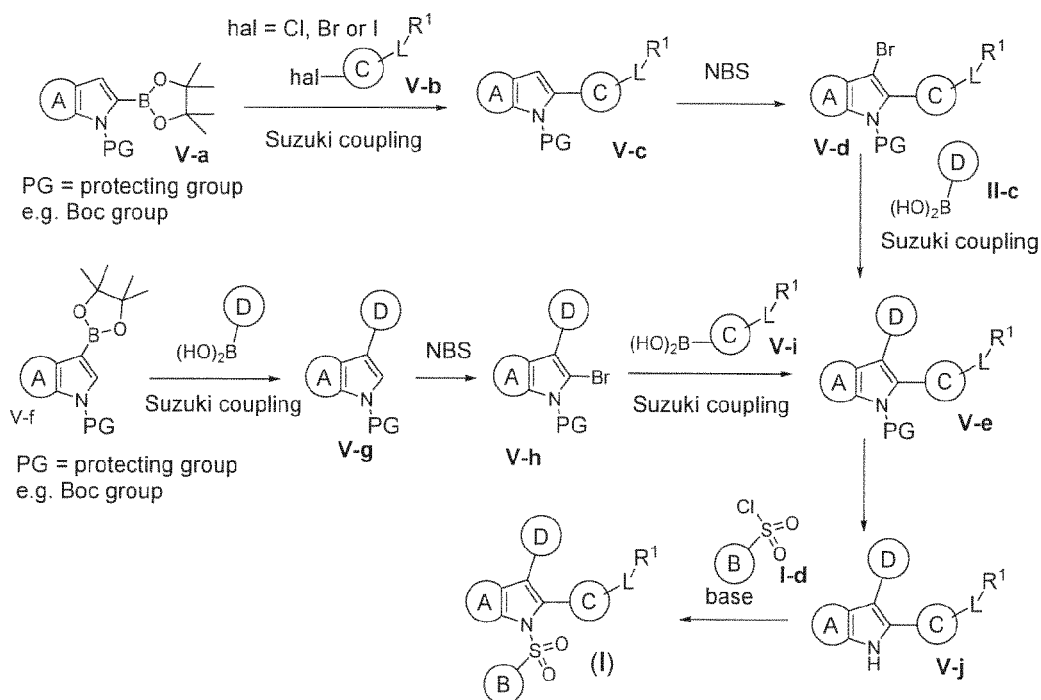 hal = Cl, Br or I
R¹
L
C
hal
V-b
Suzuki coupling
A
B
O
O
N
PG
V-a
PG = protecting group
e.g. Boc group
A
N
PG
C
L
R¹
V-c
NBS
Br
A
N
PG
C
L
R¹
V-d
D
(HO)₂B
II-c
Suzuki coupling
O
O
B
A
N
PG
V-f
PG = protecting group
e.g. Boc group
D
(HO)₂B
Suzuki coupling
D
A
N
PG
V-g
NBS
D
A
Br
N
PG
V-h
(HO)₂B
C
L
R¹
V-i
Suzuki coupling
D
A
N
PG
C
L
R¹
V-e
Cl
S
O
O
B
I-d
base
D
A
N
H
C
L
R¹
V-j
D
A
N
C
L
R¹
S
O
O
B
(I)